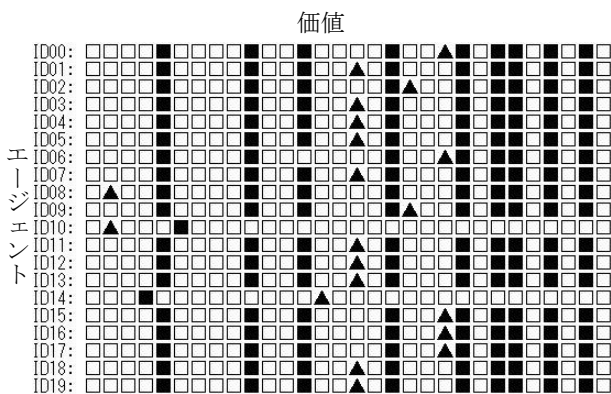 価値
エージェント
ID00:
ID01:
ID02:
ID03:
ID04:
ID05:
ID06:
ID07:
ID08:
ID09:
ID10:
ID11:
ID12:
ID13:
ID14:
ID15:
ID16:
ID17:
ID18:
ID19: